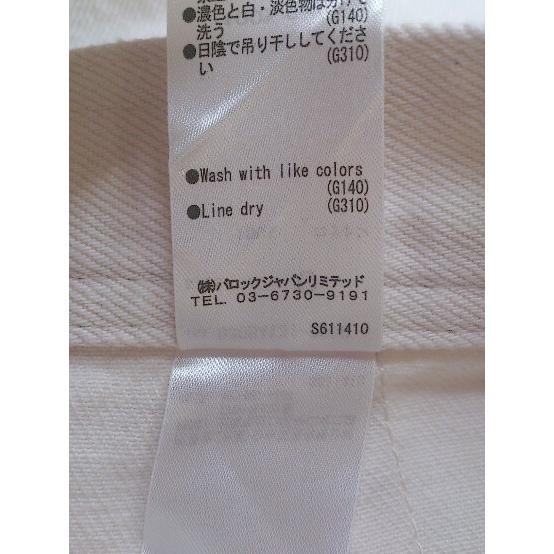 ●濃色と白・淡色物は分けて
洗う (G140)
●日陰で吊り干ししてくださ
い (G310)
●Wash with like colors
(G140)
●Line dry (G310)
(株)バロックジャパンリミテッド
TEL. 03-6730-9191
S611410